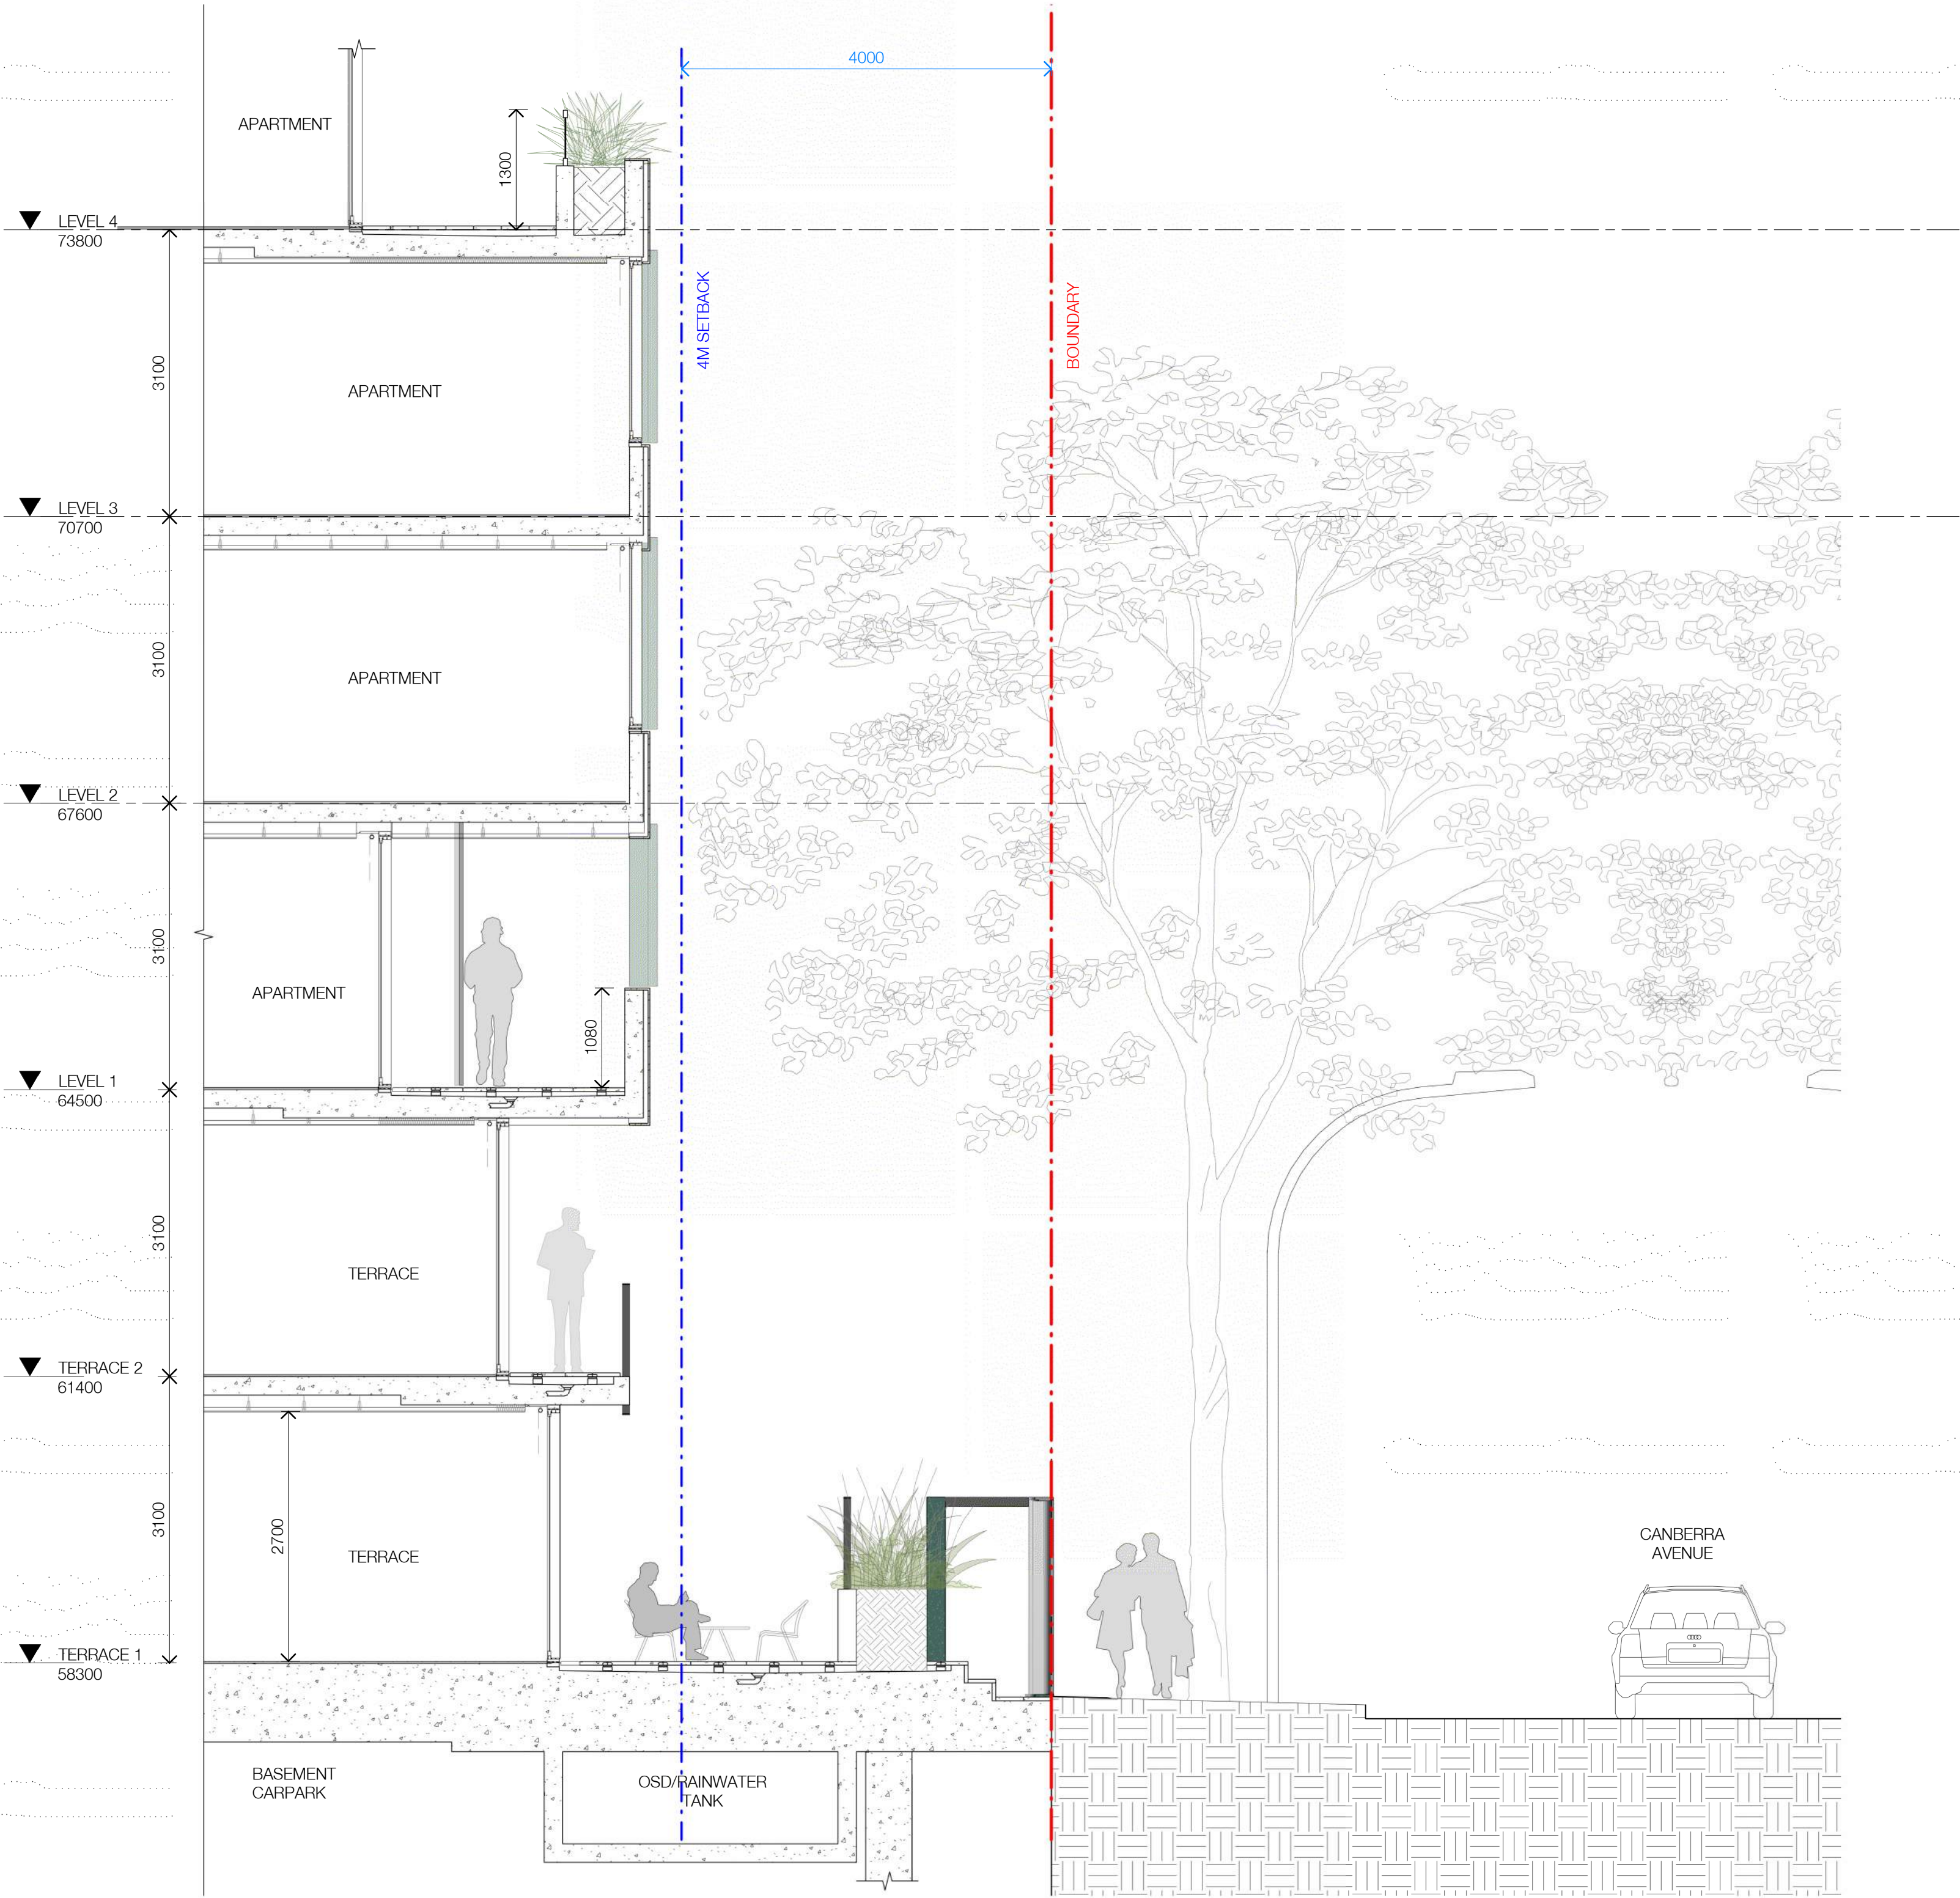 4000
APARTMENT
1300
LEVEL 4
73800
4M SETBACK
BOUNDARY
3100
APARTMENT
LEVEL 3
70700
3100
APARTMENT
LEVEL 2
67600
3100
APARTMENT
1080
LEVEL 1
64500
3100
TERRACE
TERRACE 2
61400
3100
2700
TERRACE
CANBERRA
AVENUE
TERRACE 1
58300
BASEMENT
CARPARK
OSD/RAINWATER
TANK